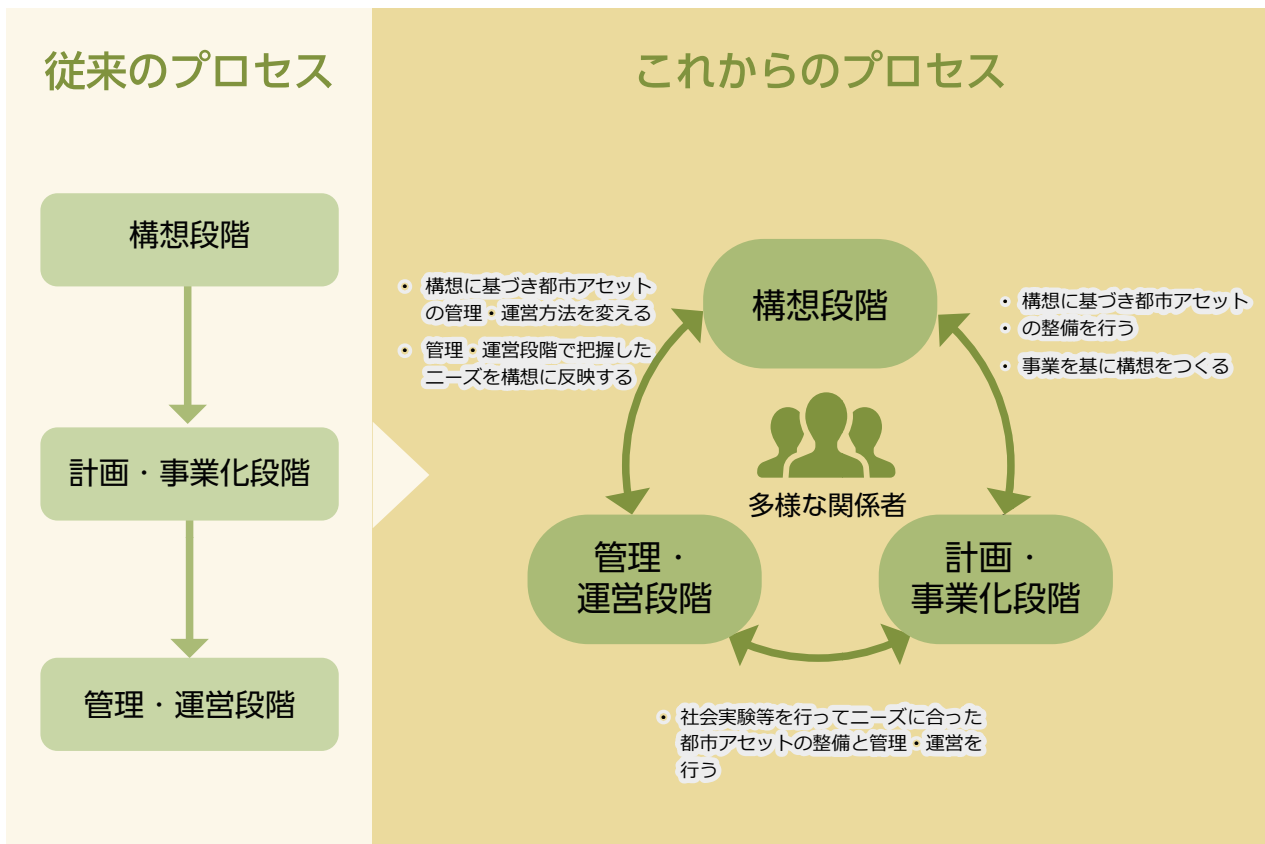 従来のプロセス
構想段階
計画・事業化段階
管理・運営段階
これからのプロセス
構想段階
・ 構想に基づき都市アセット
の管理・運営方法を変える
・ 管理・運営段階で把握した
ニーズを構想に反映する
・ 構想に基づき都市アセット
・ の整備を行う
・ 事業を基に構想をつくる
多様な関係者
管理・
運営段階
計画・
事業化段階
・ 社会実験等を行ってニーズに合った
都市アセットの整備と管理・運営を
行う